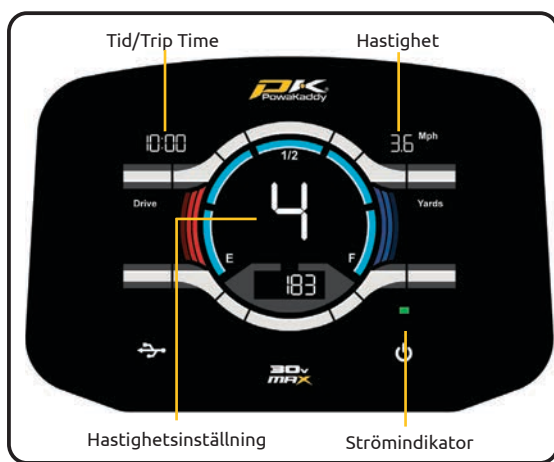 Tid/Trip Time
Hastighet
PK
PowaKaddy
10:00
3.6 Mph
1/2
Drive
4
Yards
E
F
183
30v
MAX
Hastighetsinställning
Strömindikator